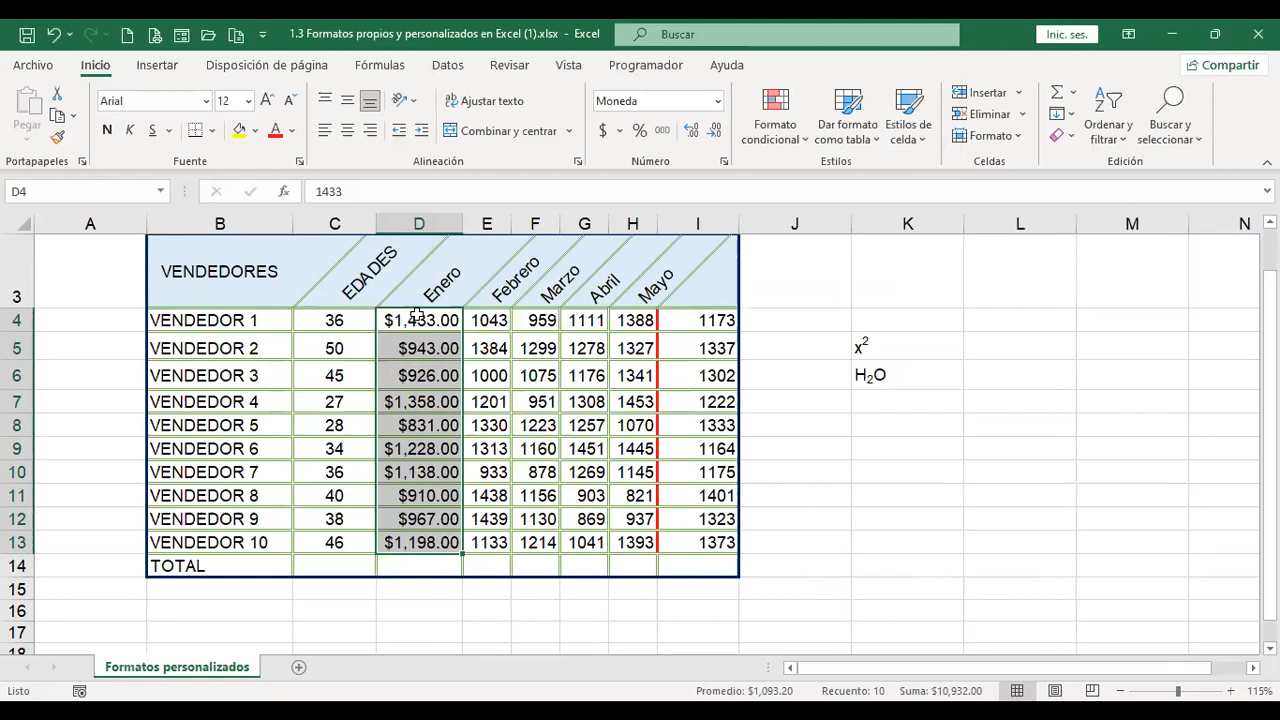 1.3 Formatos propios y personalizados en Excel (1).xlsx - Excel
Buscar
Inic. ses.
Archivo Inicio Insertar Disposición de página Fórmulas Datos Revisar Vista Programador Ayuda
Compartir
Pegar
Arial 12
N K S
Ajustar texto
Combinar y centrar
Moneda
$ % 000
Formato condicional
Dar formato como tabla
Estilos de celda
Insertar
Eliminar
Formato
Ordenar y filtrar
Buscar y seleccionar
Portapapeles Fuente Alineación Número Estilos Celdas Edición
D4 fx 1433
A B C D E F G H I J K L M N
3 VENDEDORES EDADES Enero Febrero Marzo Abril Mayo
4 VENDEDOR 1 36 $1,433.00 1043 959 1111 1388 1173
5 VENDEDOR 2 50 $943.00 1384 1299 1278 1327 1337 x²
6 VENDEDOR 3 45 $926.00 1000 1075 1176 1341 1302 H₂O
7 VENDEDOR 4 27 $1,358.00 1201 951 1308 1453 1222
8 VENDEDOR 5 28 $831.00 1330 1223 1257 1070 1333
9 VENDEDOR 6 34 $1,228.00 1313 1160 1451 1445 1164
10 VENDEDOR 7 36 $1,138.00 933 878 1269 1145 1175
11 VENDEDOR 8 40 $910.00 1438 1156 903 821 1401
12 VENDEDOR 9 38 $967.00 1439 1130 869 937 1323
13 VENDEDOR 10 46 $1,198.00 1133 1214 1041 1393 1373
14 TOTAL
15
16
17
18
Formatos personalizados
Listo Promedio: $1,093.20 Recuento: 10 Suma: $10,932.00 115%